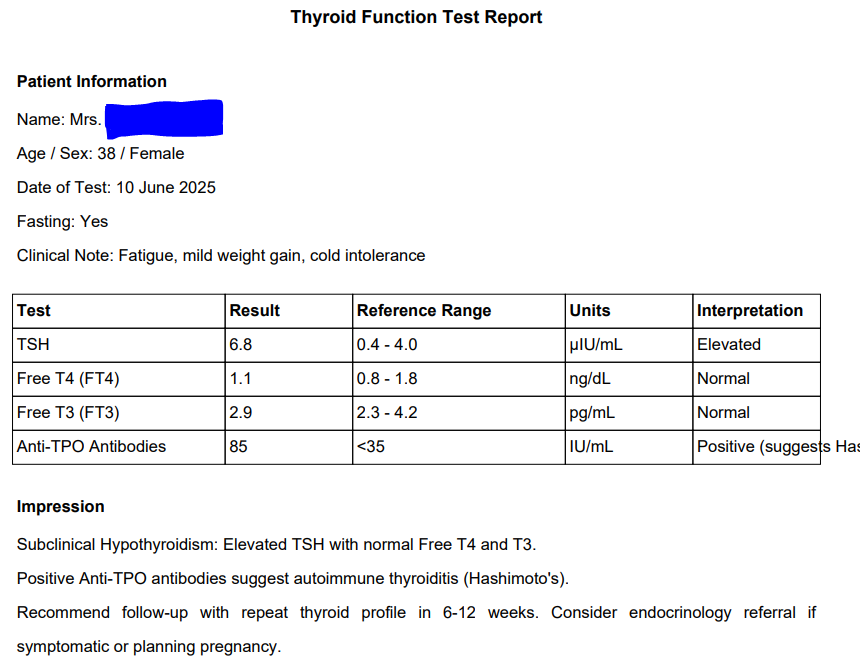 Thyroid Function Test Report
Patient Information
Name: Mrs.
Age / Sex: 38 / Female
Date of Test: 10 June 2025
Fasting: Yes
Clinical Note: Fatigue, mild weight gain, cold intolerance
Test Result Reference Range Units Interpretation
TSH 6.8 0.4 - 4.0 µIU/mL Elevated
Free T4 (FT4) 1.1 0.8 - 1.8 ng/dL Normal
Free T3 (FT3) 2.9 2.3 - 4.2 pg/mL Normal
Anti-TPO Antibodies 85 <35 IU/mL Positive (suggests Has
Impression
Subclinical Hypothyroidism: Elevated TSH with normal Free T4 and T3.
Positive Anti-TPO antibodies suggest autoimmune thyroiditis (Hashimoto's).
Recommend follow-up with repeat thyroid profile in 6-12 weeks. Consider endocrinology referral if
symptomatic or planning pregnancy.